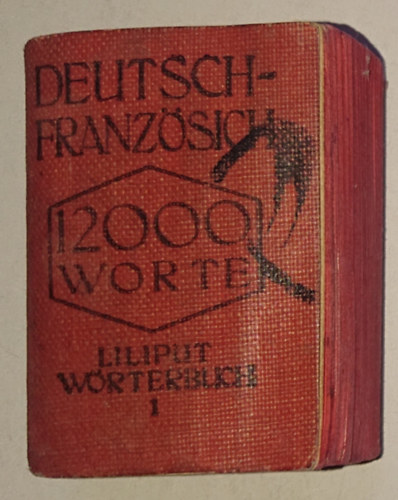 DEUTSCH-
FRANZÖSICH
12000
WORTE
LILIPUT
WÖRTERBUCH
1